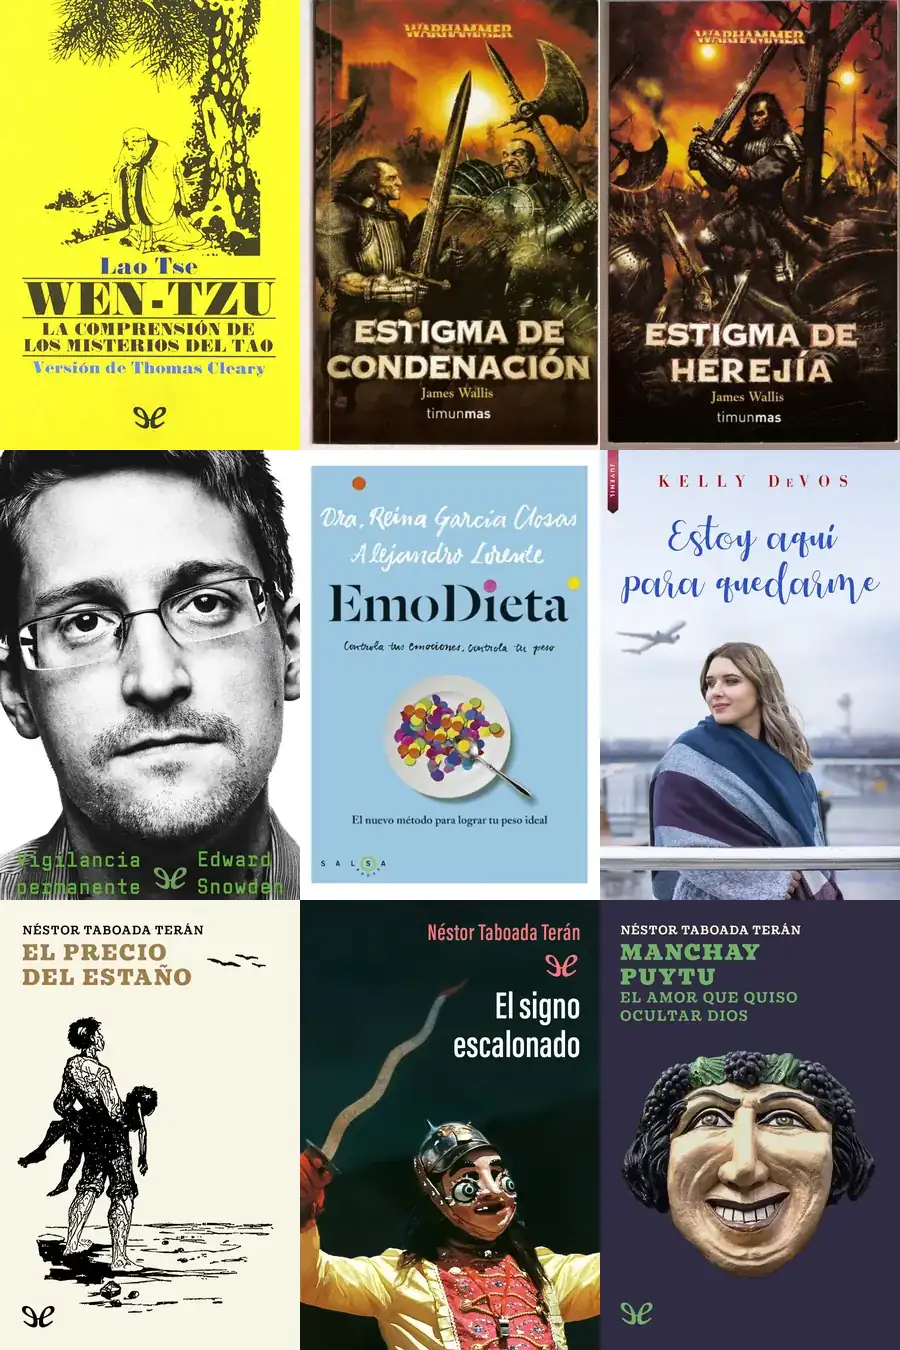 Lao Tse
WEN-TZU
LA COMPRENSIÓN DE
LOS MISTERIOS DEL TAO
Versión de Thomas Cleary
WARHAMMER
ESTIGMA DE
CONDENACIÓN
James Wallis
timunmas
WARHAMMER
ESTIGMA DE
HEREJÍA
James Wallis
timunmas
Vigilancia
permanente
Edward
Snowden
Dra. Reina García Closas
Alejandro Lorente
EmoDieta
Controla tus emociones, controla tu peso
El nuevo método para lograr tu peso ideal
SALSA
JUVENIL
KELLY DEVOS
Estoy aquí
para quedarme
NÉSTOR TABOADA TERÁN
EL PRECIO
DEL ESTAÑO
Néstor Taboada Terán
El signo
escalonado
NÉSTOR TABOADA TERÁN
MANCHAY
PUYTU
EL AMOR QUE QUISO
OCULTAR DIOS